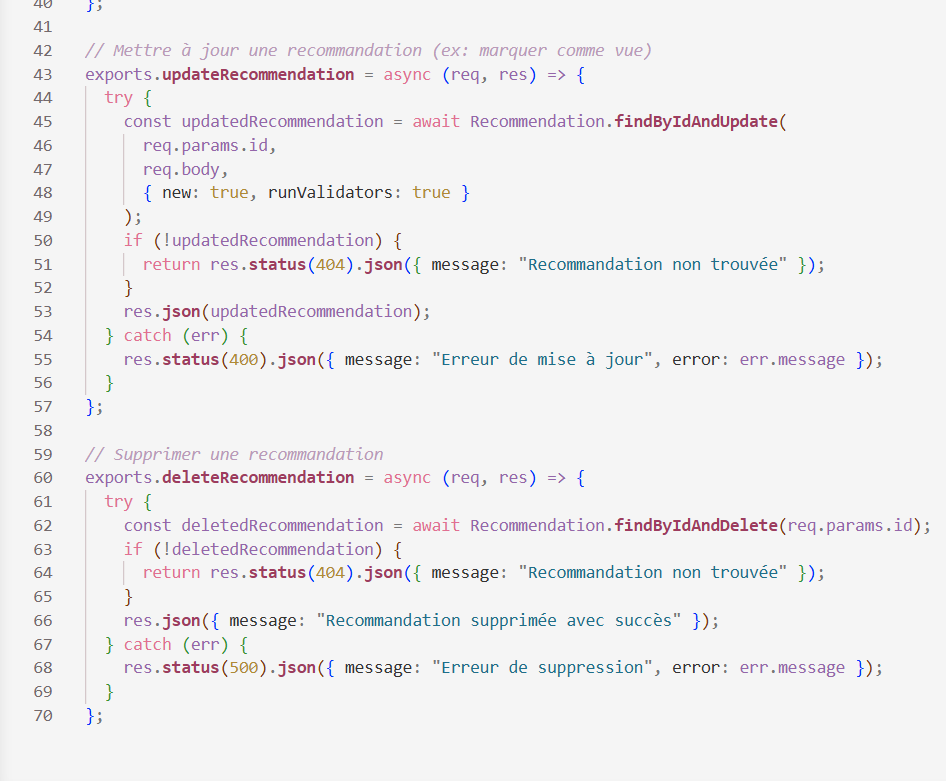 40 };
41
42 // Mettre à jour une recommandation (ex: marquer comme vue)
43 exports.updateRecommendation = async (req, res) => {
44 try {
45 const updatedRecommendation = await Recommendation.findByIdAndUpdate(
46 req.params.id,
47 req.body,
48 { new: true, runValidators: true }
49 );
50 if (!updatedRecommendation) {
51 return res.status(404).json({ message: "Recommandation non trouvée" });
52 }
53 res.json(updatedRecommendation);
54 } catch (err) {
55 res.status(400).json({ message: "Erreur de mise à jour", error: err.message });
56 }
57 };
58
59 // Supprimer une recommandation
60 exports.deleteRecommendation = async (req, res) => {
61 try {
62 const deletedRecommendation = await Recommendation.findByIdAndDelete(req.params.id);
63 if (!deletedRecommendation) {
64 return res.status(404).json({ message: "Recommandation non trouvée" });
65 }
66 res.json({ message: "Recommandation supprimée avec succès" });
67 } catch (err) {
68 res.status(500).json({ message: "Erreur de suppression", error: err.message });
69 }
70 };